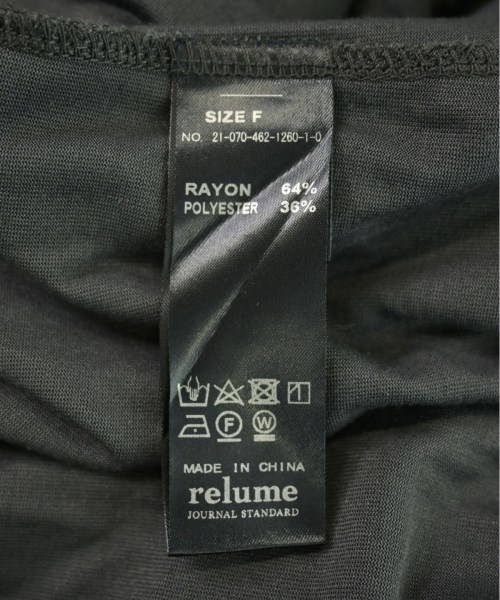 SIZE F
NO. 21-070-462-1260-1-0
RAYON 64%
POLYESTER 36%
F W
MADE IN CHINA
relume
JOURNAL STANDARD